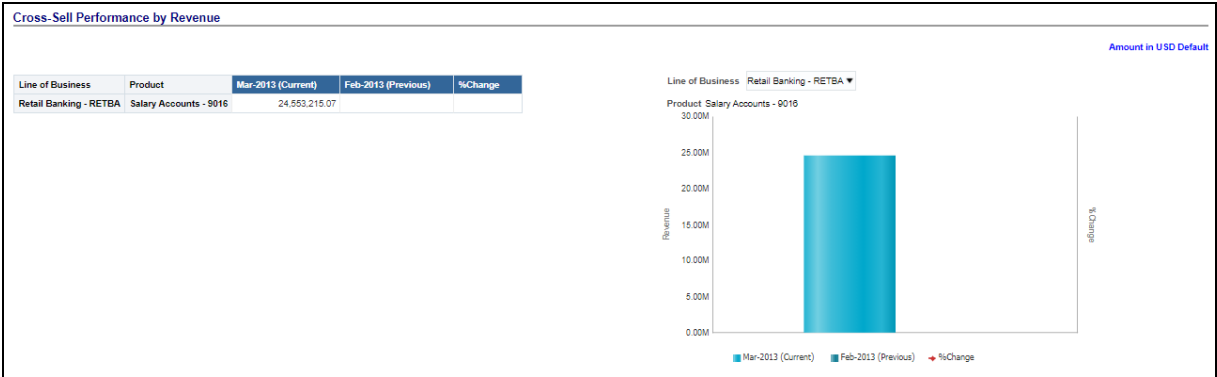 Cross-Sell Performance by Revenue
Amount in USD Default
Line of Business Product Mar-2013 (Current) Feb-2013 (Previous) %Change
Retail Banking - RETBA Salary Accounts - 9016 24,553,215.07
Line of Business Retail Banking - RETBA
Product Salary Accounts - 9016
30.00M
25.00M
20.00M
15.00M
10.00M
5.00M
0.00M
Revenue
%Change
Mar-2013 (Current) Feb-2013 (Previous) %Change